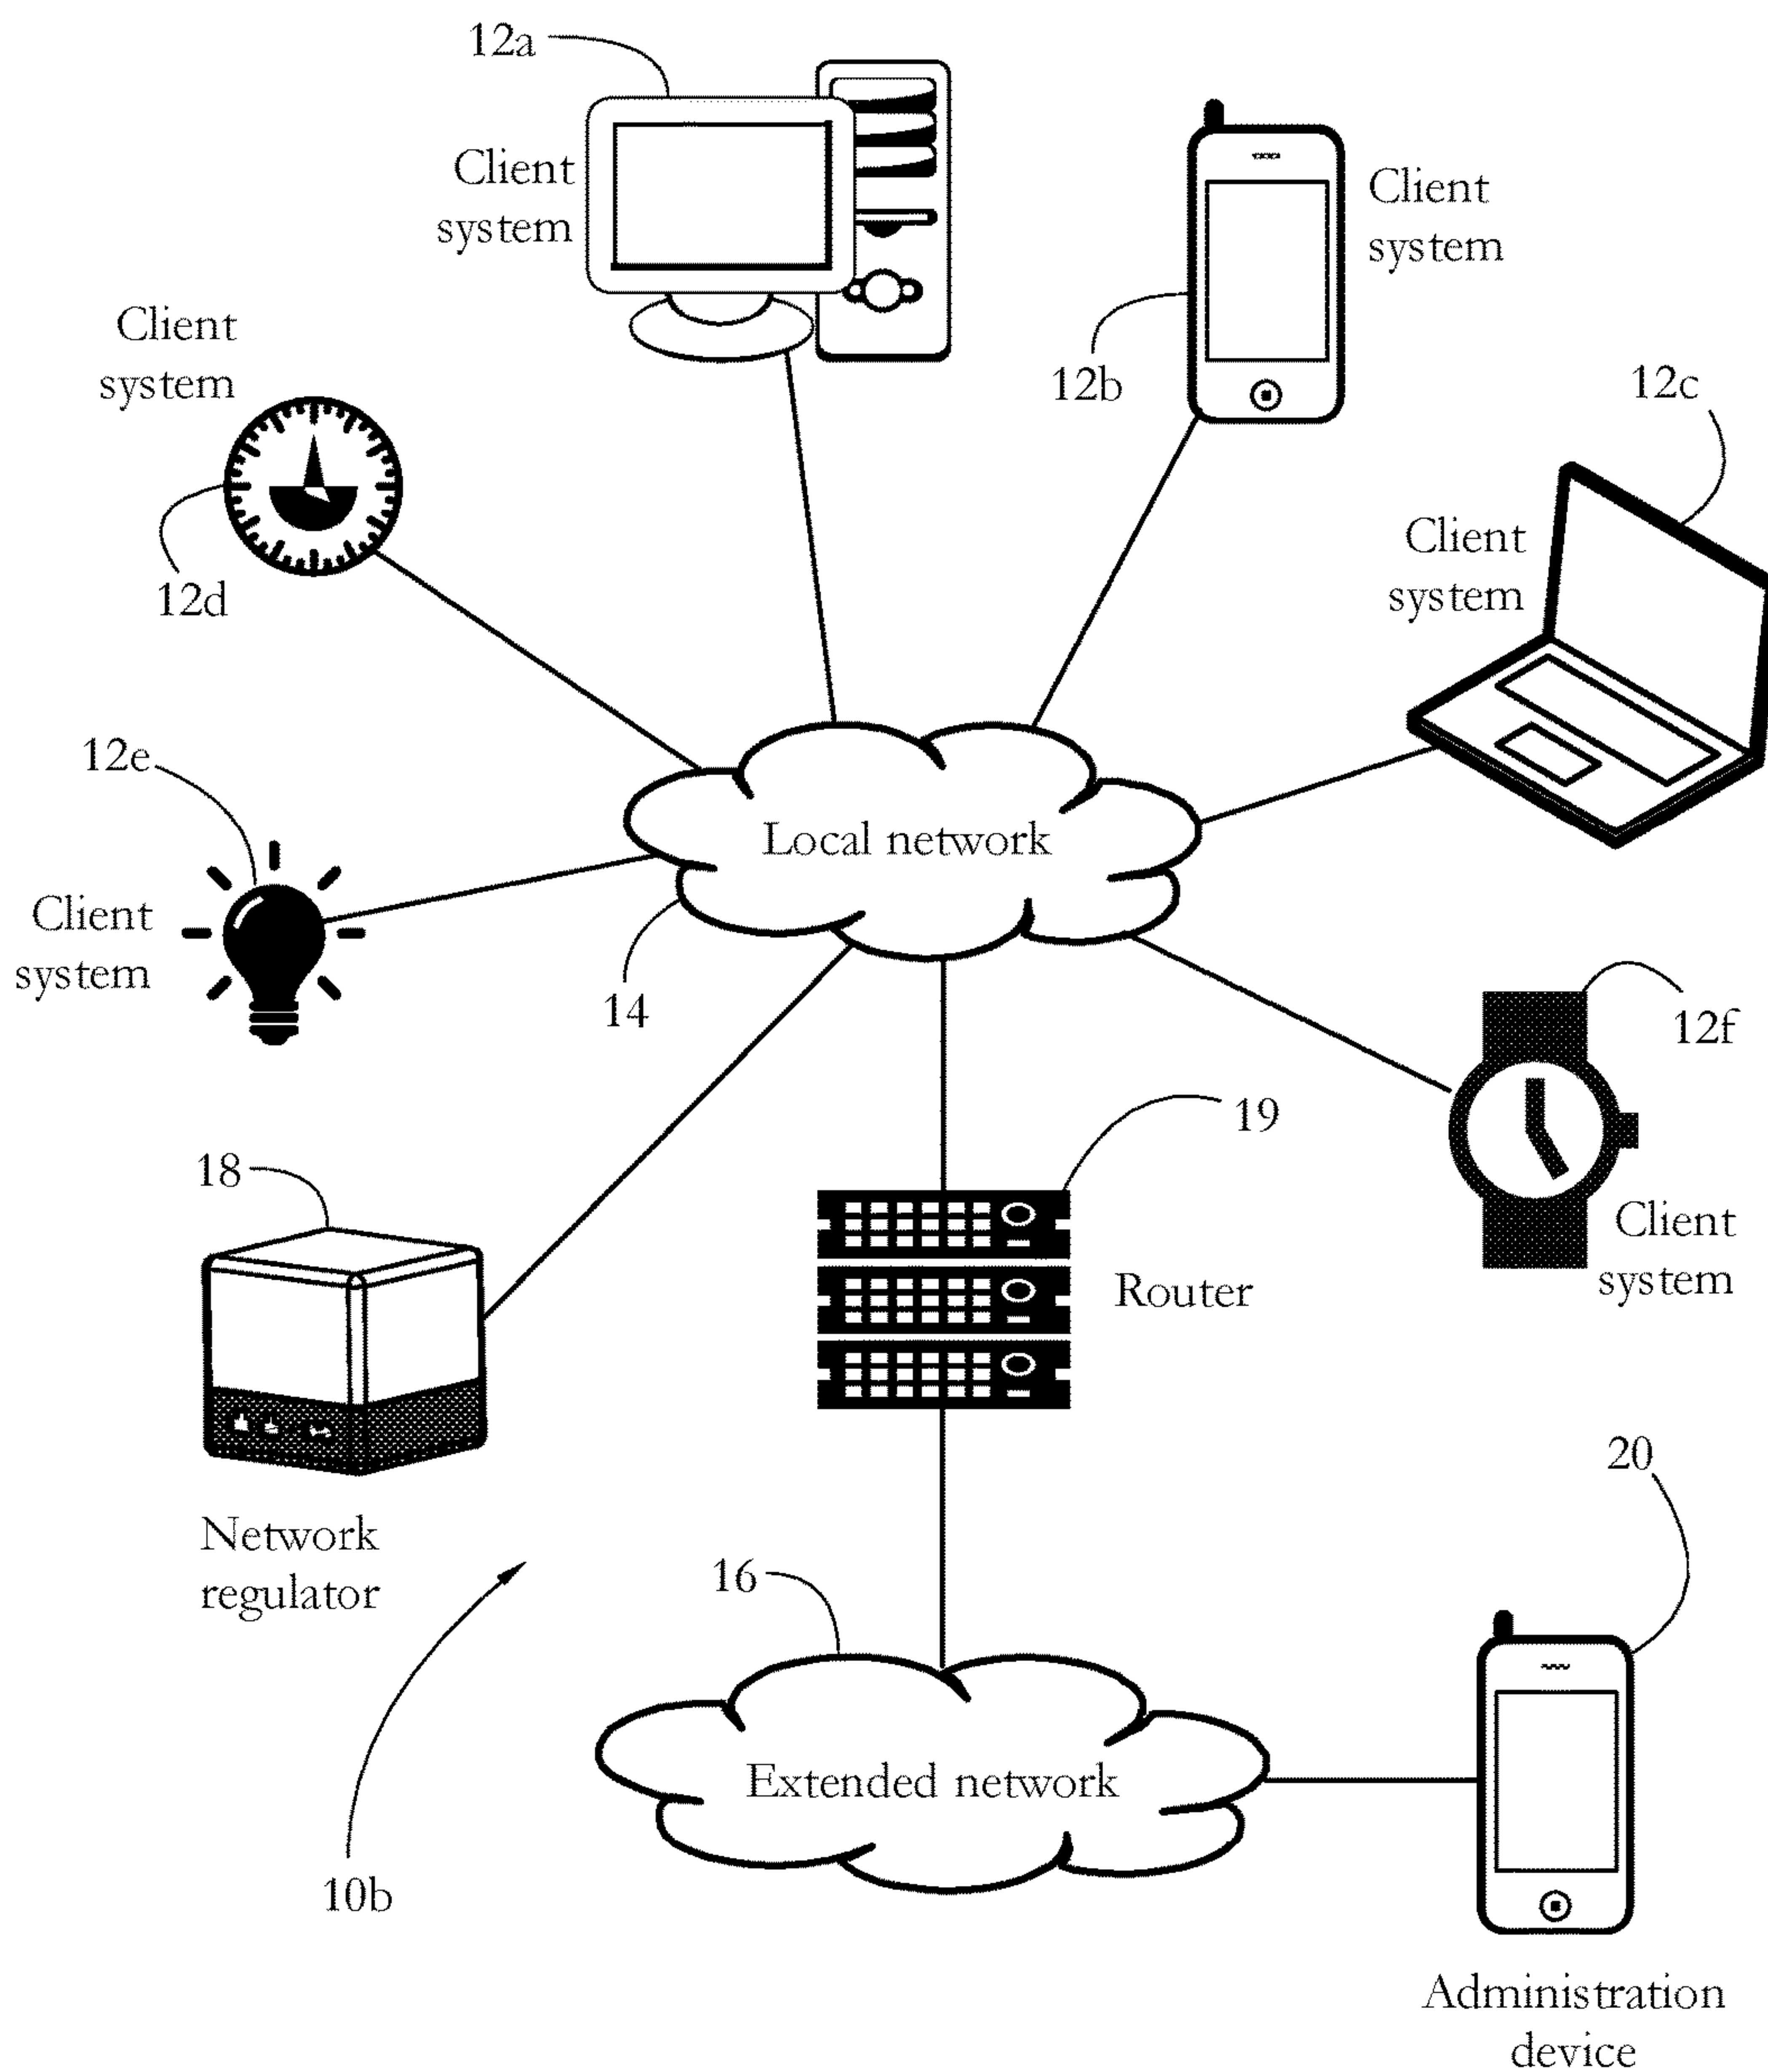 12a
Client
system
Client
system
12b
12c
Client
system
12d
Client
system
12e
Client
system
Local network
14
12f
Client
system
18
19
Router
Network
regulator
20
16
Extended network
10b
Administration
device